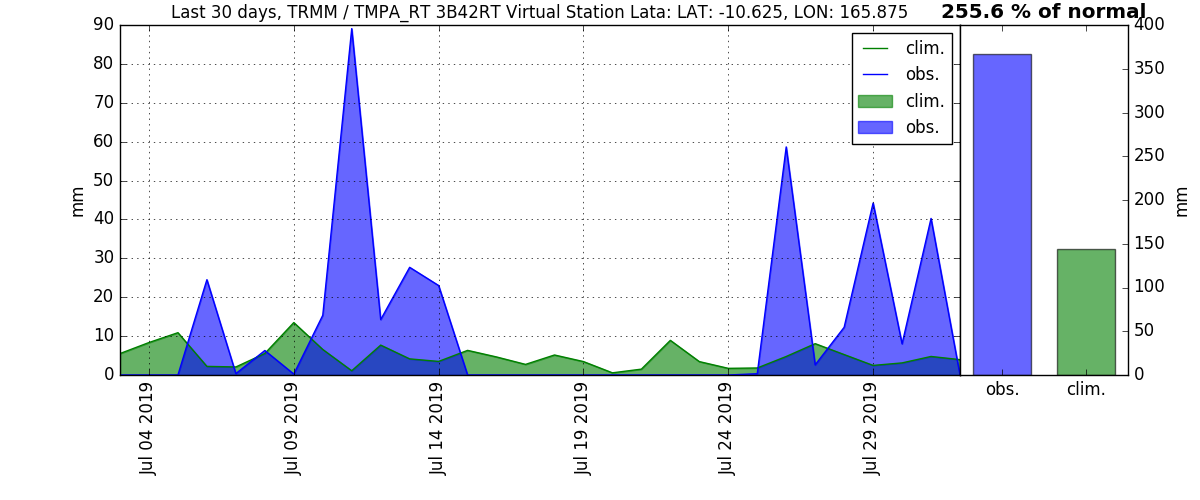 Last 30 days, TRMM / TMPA_RT 3B42RT Virtual Station Lata: LAT: -10.625, LON: 165.875
255.6 % of normal
90
80
70
60
50
40
30
20
10
0
mm
clim.
obs.
clim.
obs.
Jul 04 2019
Jul 09 2019
Jul 14 2019
Jul 19 2019
Jul 24 2019
Jul 29 2019
400
350
300
250
200
150
100
50
0
mm
obs.
clim.